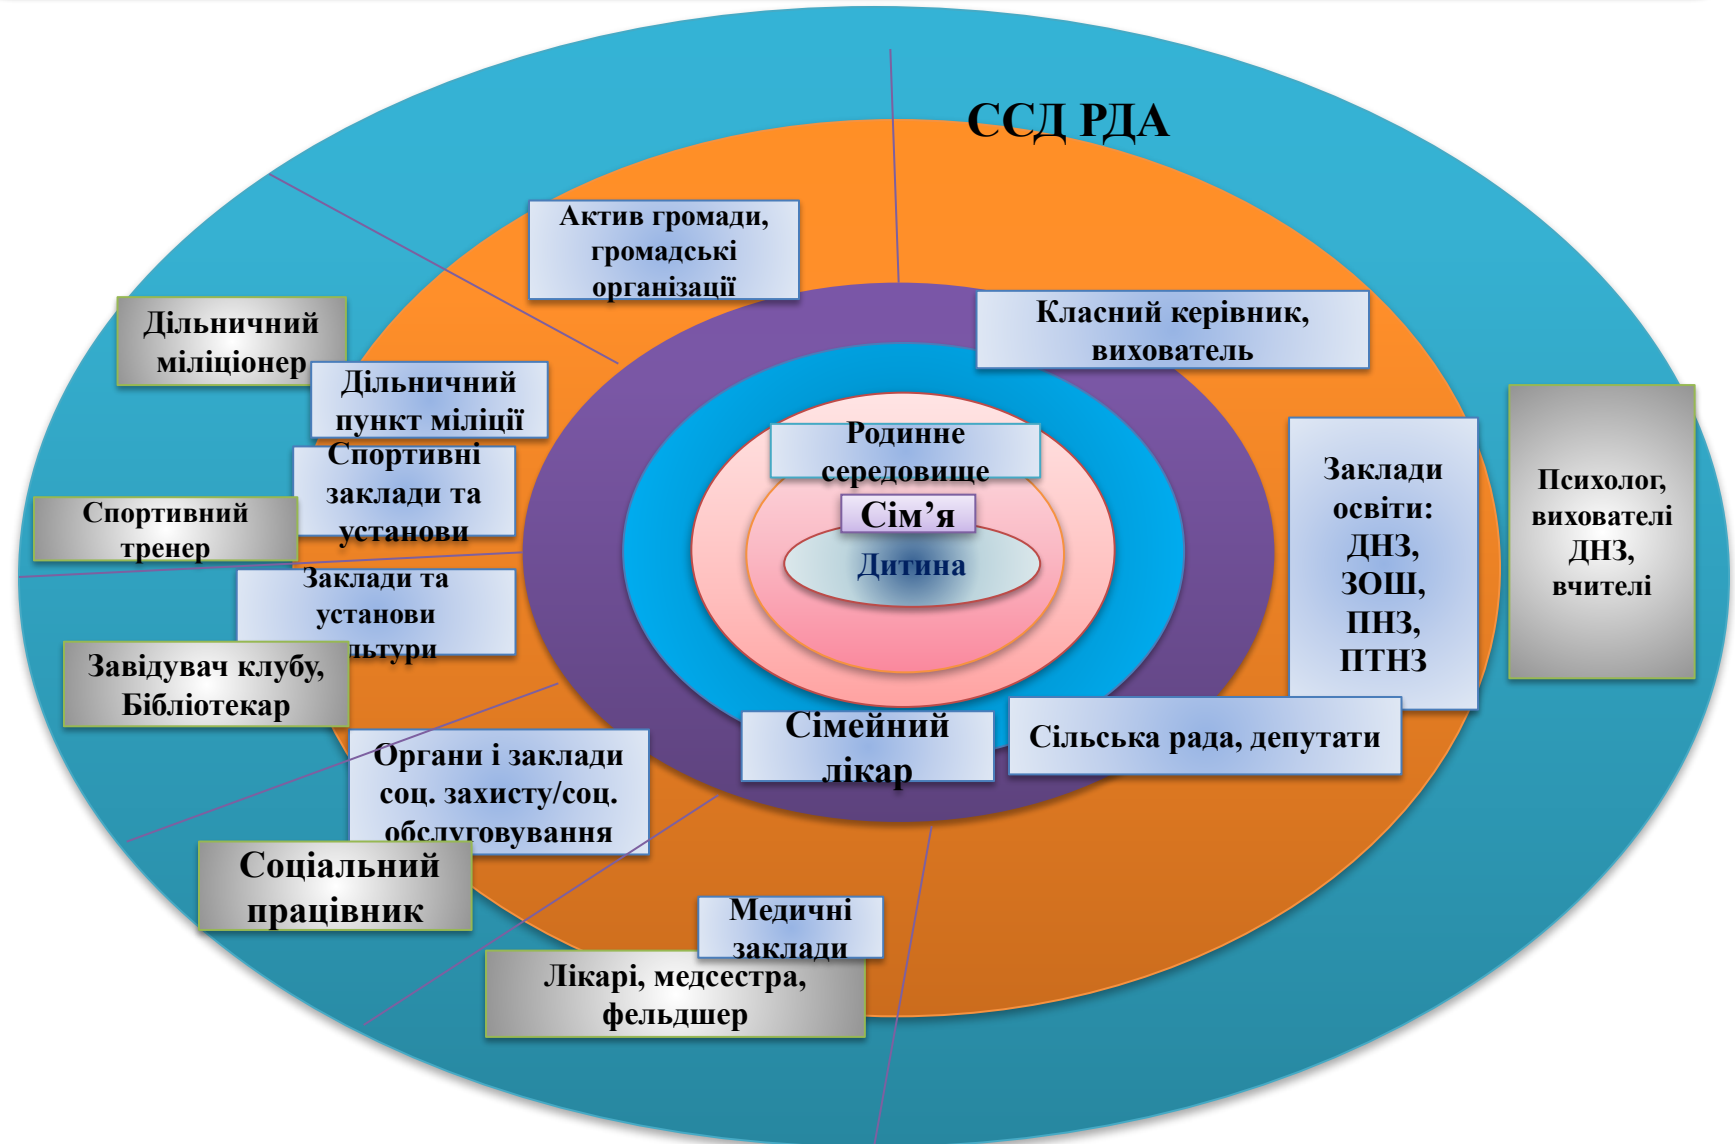 ССД РДА
Актив громади,
громадські
організації
Класний керівник,
вихователь
Дільничний
міліціонер
Дільничний
пункт міліції
Спортивні
заклади та
установи
Спортивний
тренер
Заклади та
установи
Завідувач клубу,
Бібліотекар
Органи і заклади
соц. захисту/соц.
обслуговування
Соціальний
працівник
Медичні
заклади
Лікарі, медсестра,
фельдшер
Родинне
середовище
Сім’я
Дитина
Сімейний
лікар
Сільська рада, депутати
Заклади
освіти:
ДНЗ,
ЗОШ,
ПНЗ,
ПТНЗ
Психолог,
вихователі
ДНЗ,
вчителі